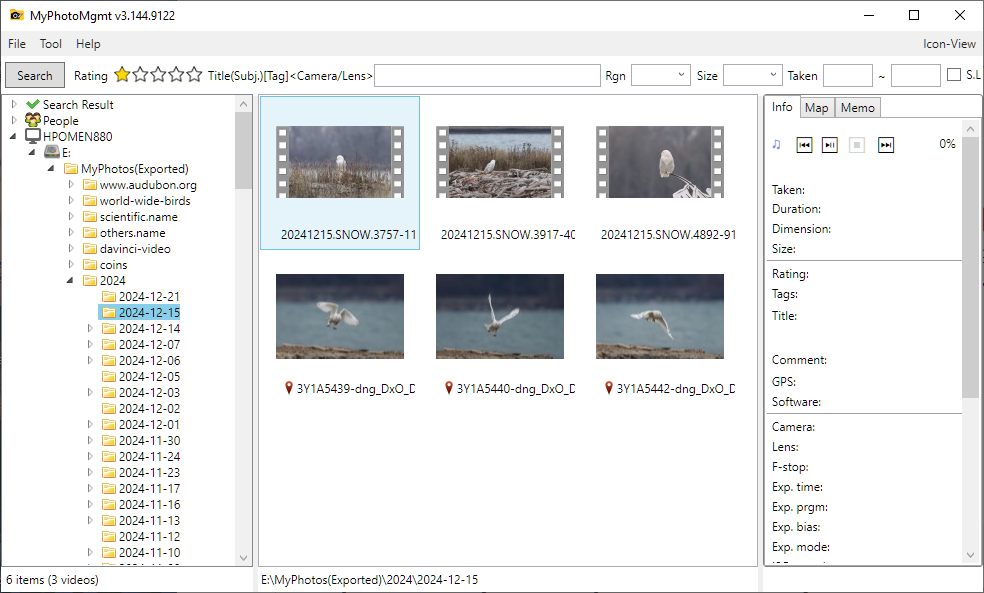 MyPhotoMgmt v3.144.9122
File Tool Help Icon-View
Search Rating Title(Subj.)[Tag]<Camera/Lens> Rgn Size Taken ~ S.L
Search Result
People
HPOMEN880
E:
MyPhotos(Exported)
www.audubon.org
world-wide-birds
scientific.name
others.name
davinci-video
coins
2024
2024-12-21
2024-12-15
2024-12-14
2024-12-07
2024-12-06
2024-12-05
2024-12-03
2024-12-02
2024-12-01
2024-11-30
2024-11-24
2024-11-23
2024-11-17
2024-11-16
2024-11-13
2024-11-12
2024-11-10
20241215.SNOW.3757-11
20241215.SNOW.3917-40
20241215.SNOW.4892-91
3Y1A5439-dng_DxO_D
3Y1A5440-dng_DxO_D
3Y1A5442-dng_DxO_D
Info Map Memo
0%
Taken:
Duration:
Dimension:
Size:
Rating:
Tags:
Title:
Comment:
GPS:
Software:
Camera:
Lens:
F-stop:
Exp. time:
Exp. prgm:
Exp. bias:
Exp. mode:
6 items (3 videos)
E:\MyPhotos(Exported)\2024\2024-12-15